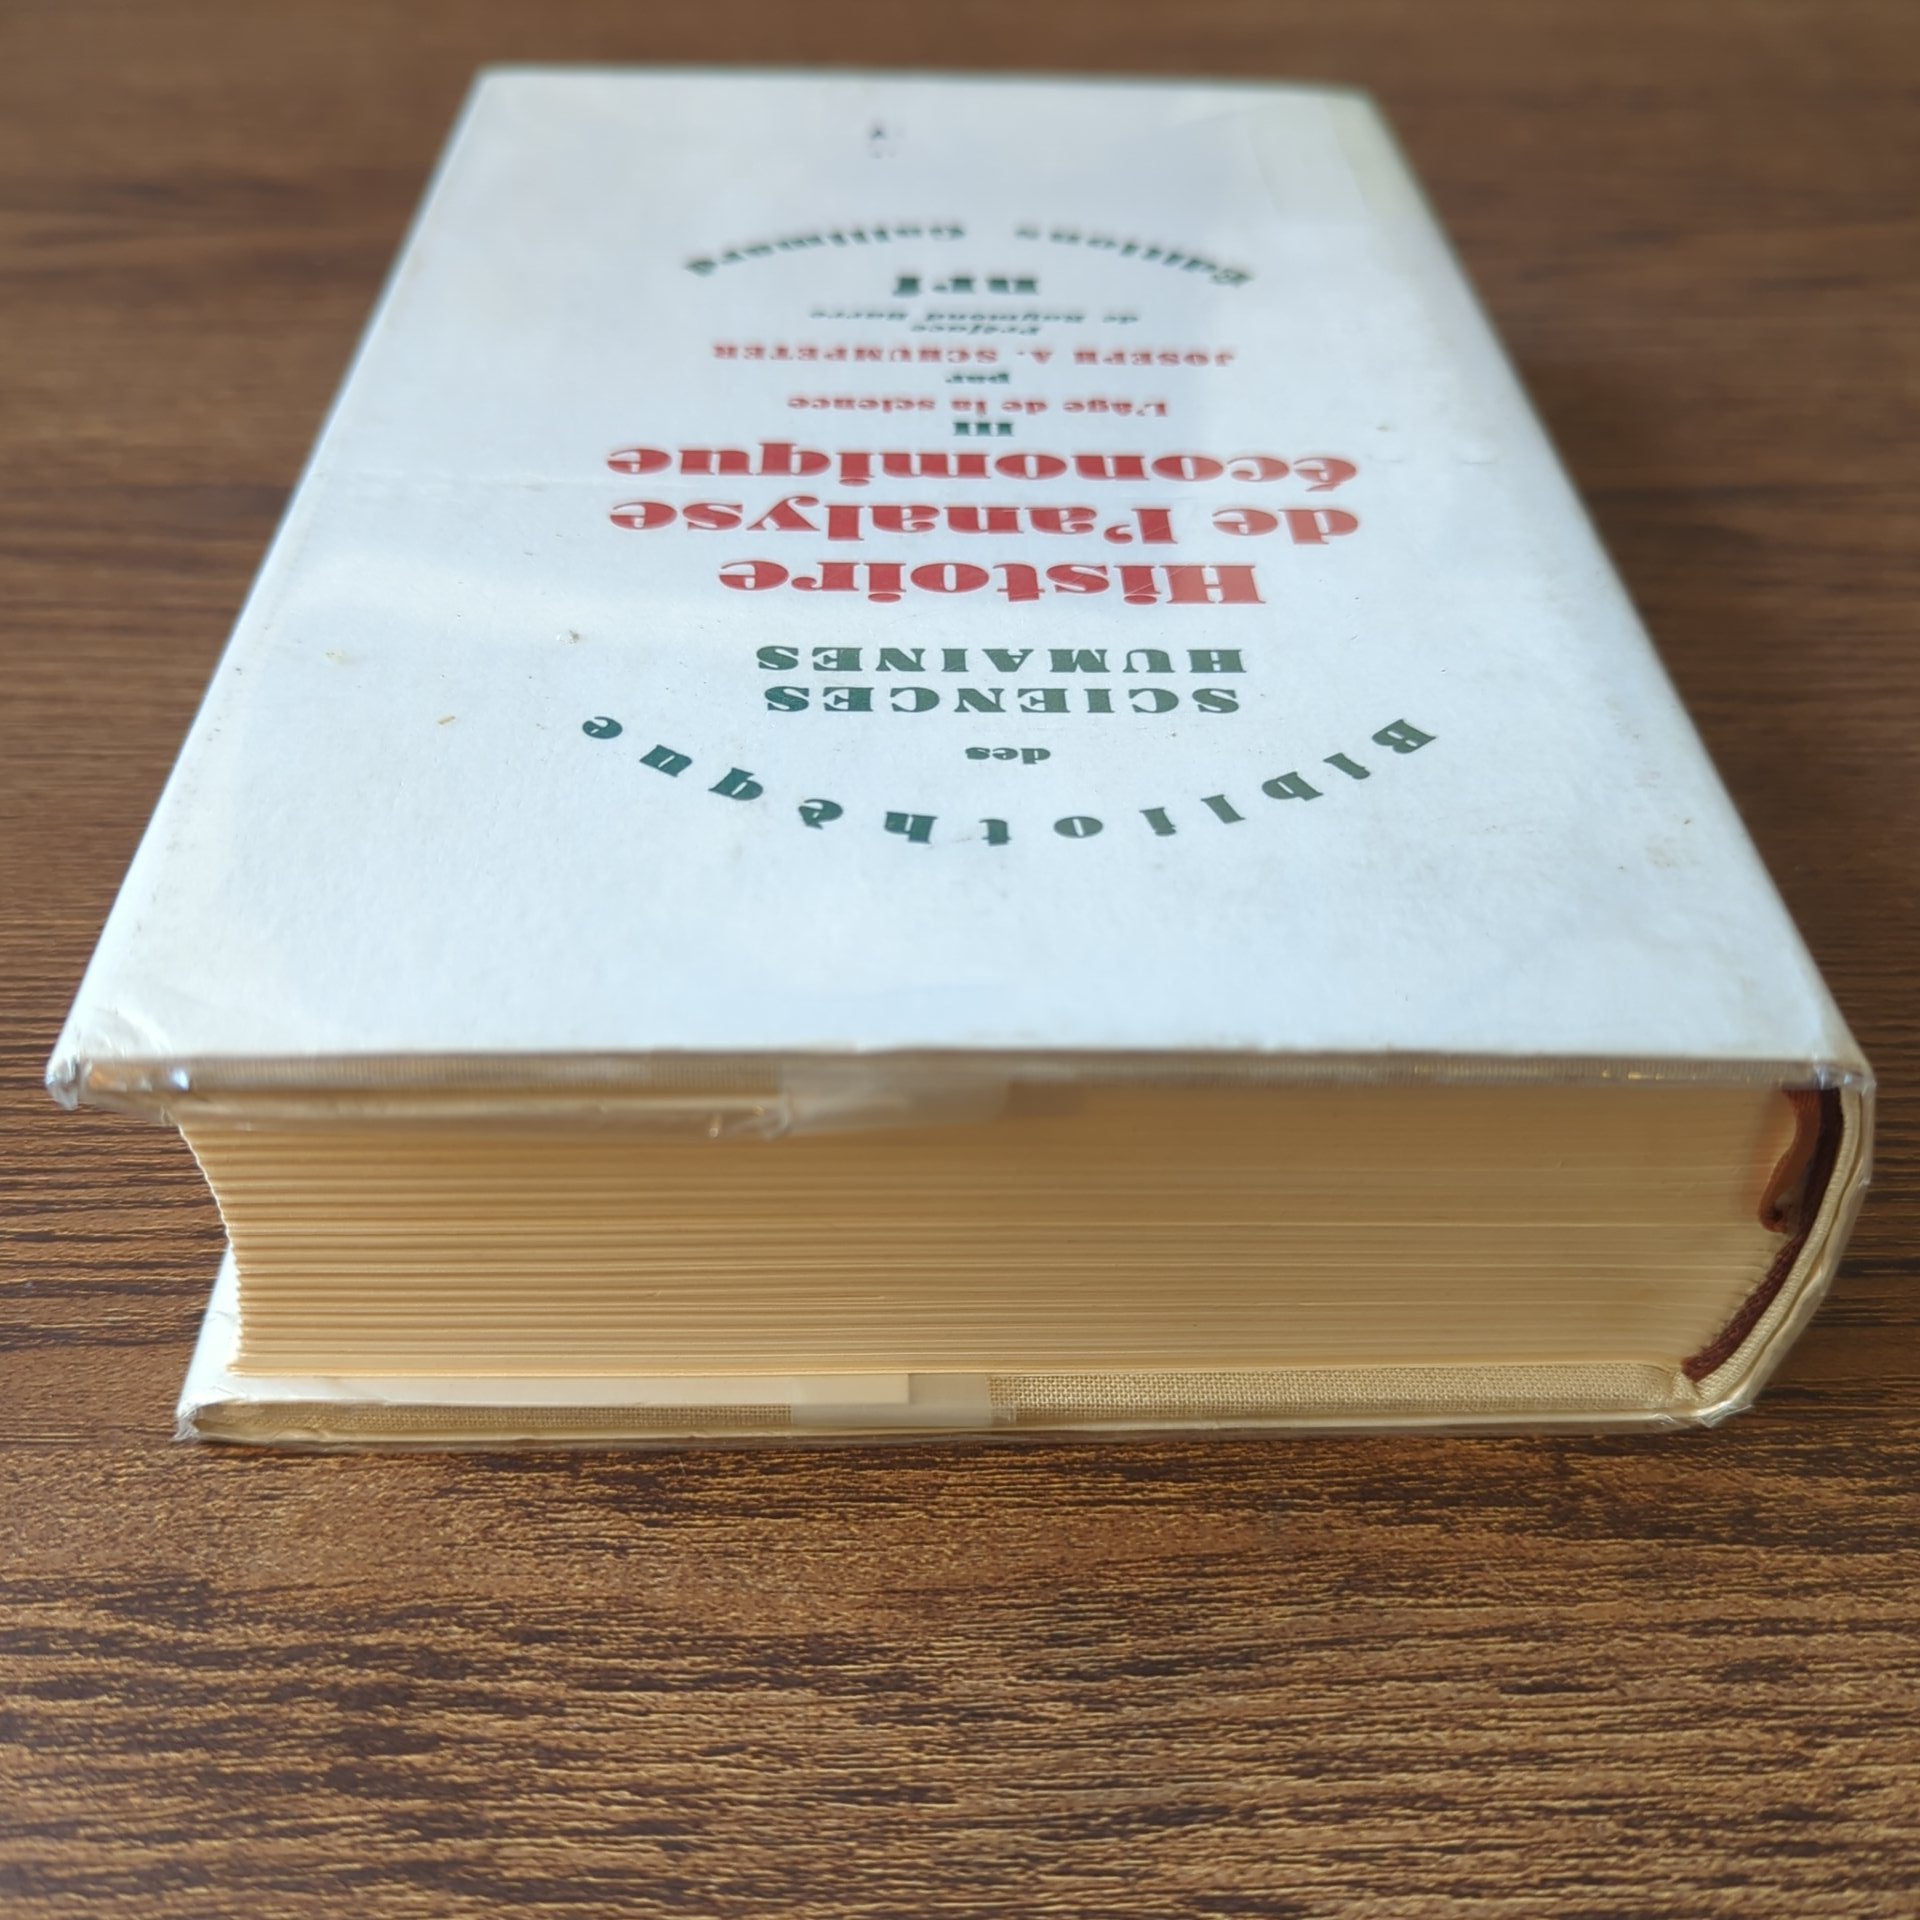 Bibliothèque
des
SCIENCES
HUMAINES
Histoire
de l'analyse
économique
III
L'âge de la science
par
JOSEPH A. SCHUMPETER
Préface
de Raymond Barre
nrf
Editions Gallimard